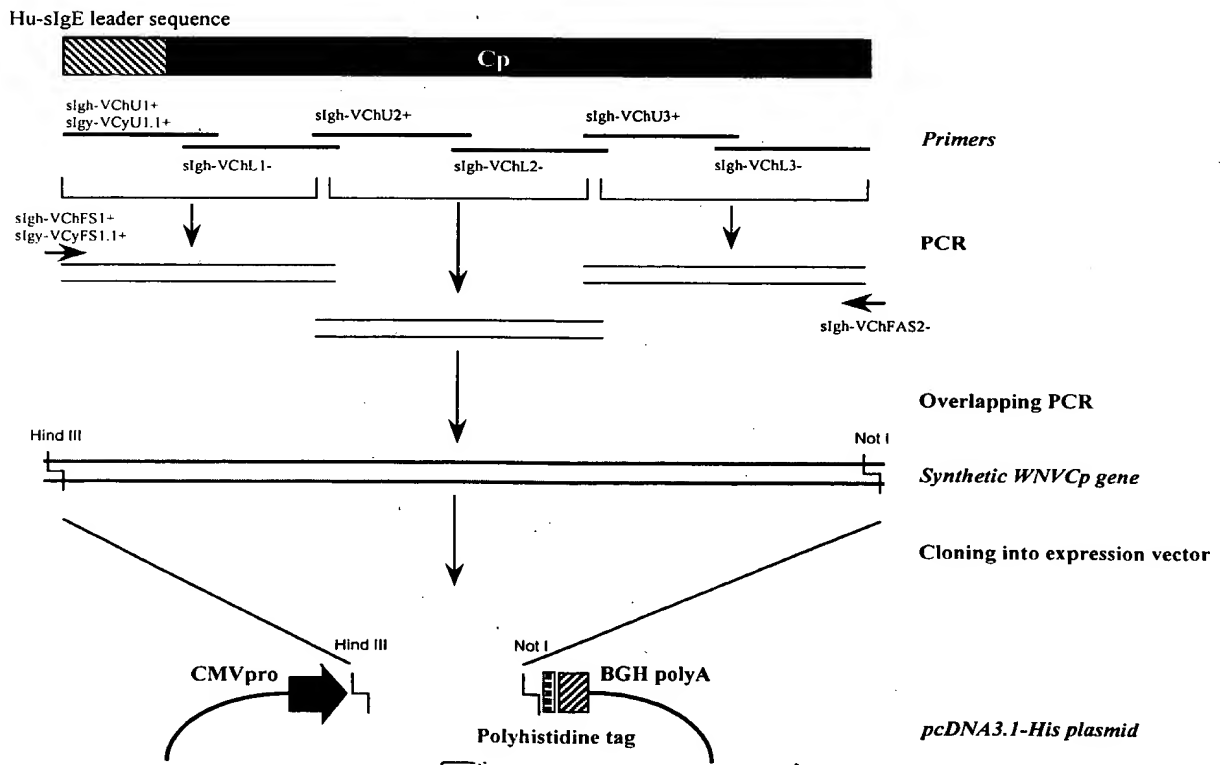 Hu-sIgE leader sequence
Cp
sIgh-VChU1+
sIgy-VCyU1.1+
sIgh-VChU2+
sIgh-VChU3+
Primers
sIgh-VChL1-
sIgh-VChL2-
sIgh-VChL3-
sIgh-VChFS1+
sIgy-VCyFS1.1+
PCR
sIgh-VChFAS2-
Overlapping PCR
Hind III
Not I
Synthetic WNVCp gene
Cloning into expression vector
Hind III
Not I
CMVpro
BGH polyA
Polyhistidine tag
pcDNA3.1-His plasmid